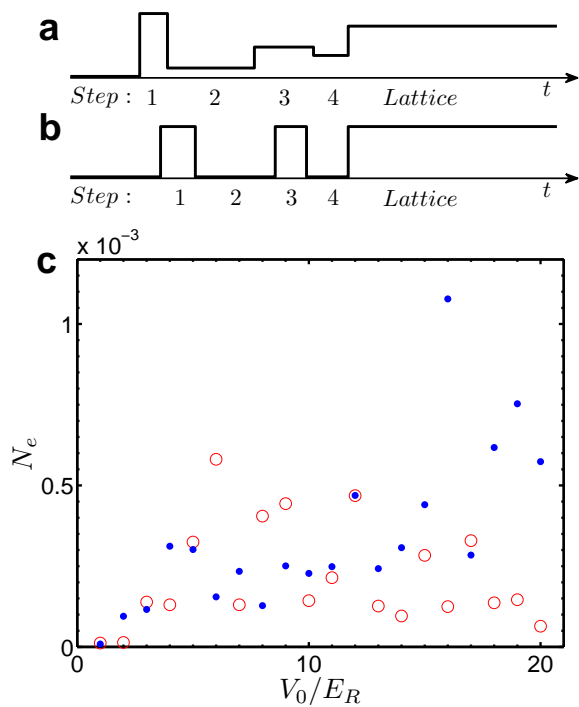 a
Step : 1 2 3 4 Lattice t
b
Step : 1 2 3 4 Lattice t
c
x 10⁻³
1
0.5
0
N_e
0 10 20
V_0/E_R